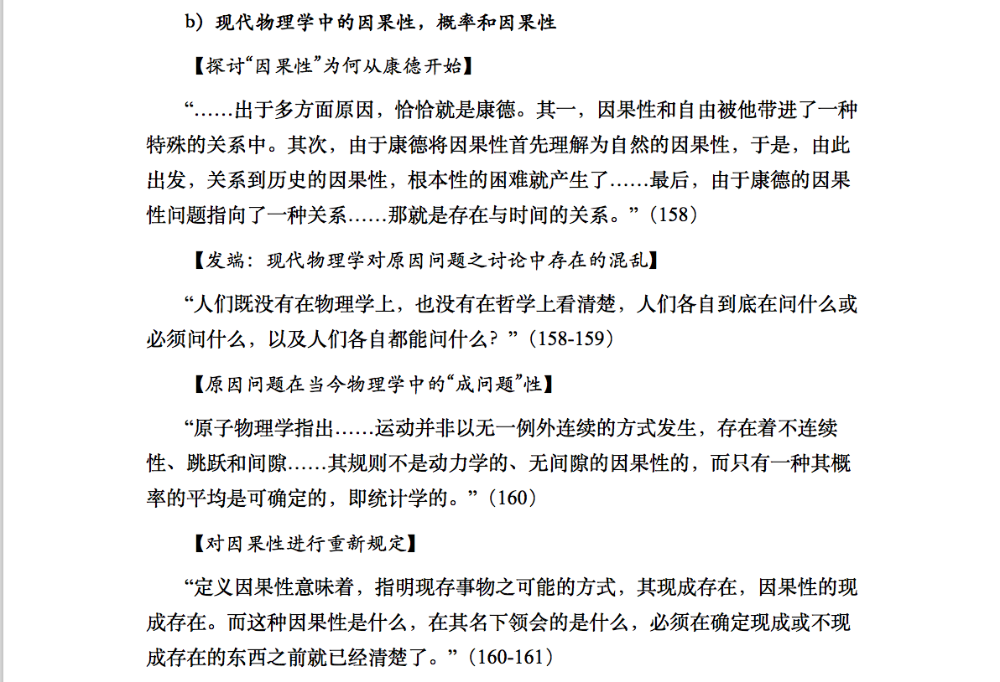 b）现代物理学中的因果性，概率和因果性
【探讨“因果性”为何从康德开始】
“……出于多方面原因，恰恰就是康德。其一，因果性和自由被他带进了一种
特殊的关系中。其次，由于康德将因果性首先理解为自然的因果性，于是，由此
出发，关系到历史的因果性，根本性的困难就产生了……最后，由于康德的因果
性问题指向了一种关系……那就是存在与时间的关系。”（158）
【发端：现代物理学对原因问题之讨论中存在的混乱】
“人们既没有在物理学上，也没有在哲学上看清楚，人们各自到底在问什么或
必须问什么，以及人们各自都能问什么？”（158-159）
【原因问题在当今物理学中的“成问题”性】
“原子物理学指出……运动并非以无一例外连续的方式发生，存在着不连续
性、跳跃和间隙……其规则不是动力学的、无间隙的因果性的，而只有一种其概
率的平均是可确定的，即统计学的。”（160）
【对因果性进行重新规定】
“定义因果性意味着，指明现存事物之可能的方式，其现成存在，因果性的现
成存在。而这种因果性是什么，在其名下领会的是什么，必须在确定现成或不现
成存在的东西之前就已经清楚了。”（160-161）